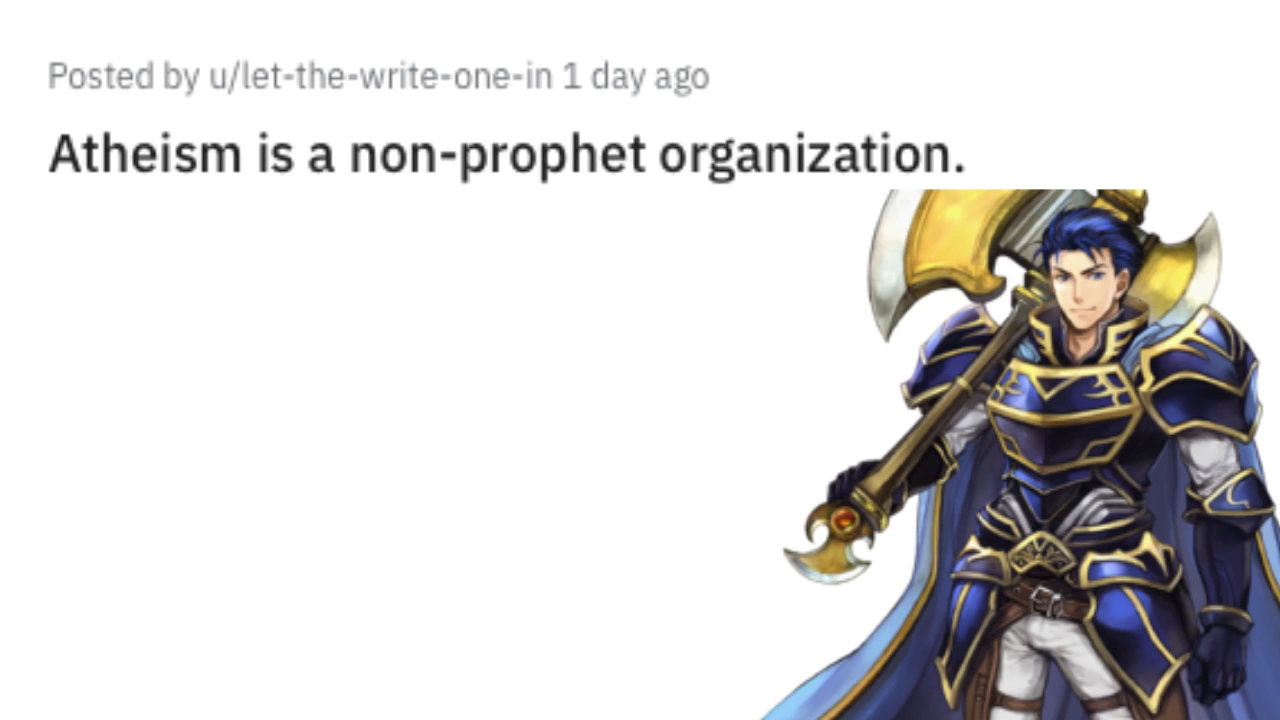 Posted by u/let-the-write-one-in 1 day ago
Atheism is a non-prophet organization.